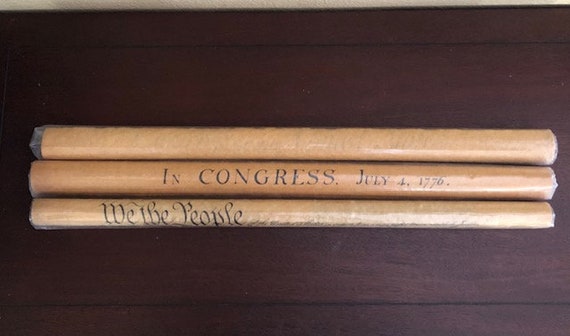 In CONGRESS. July 4, 1776.
We the People